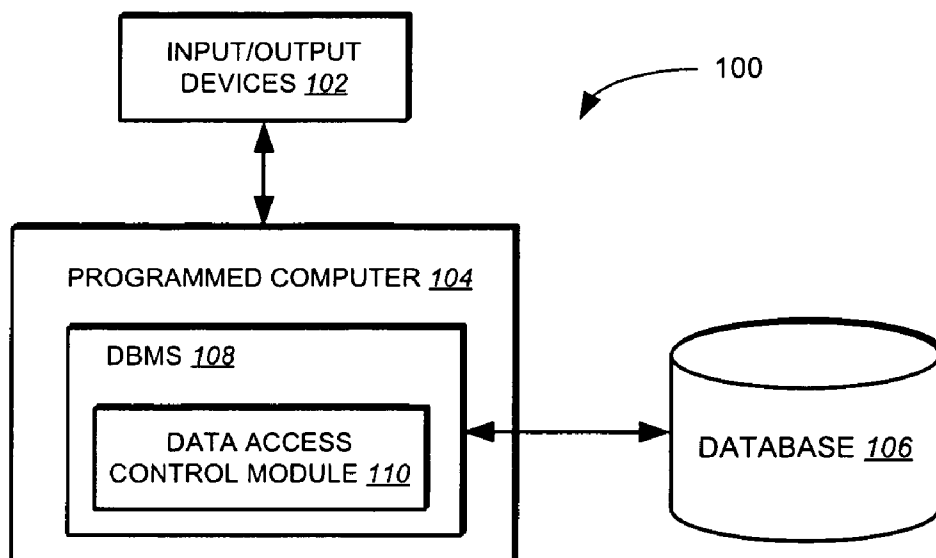 INPUT/OUTPUT
DEVICES 102
100
PROGRAMMED COMPUTER 104
DBMS 108
DATA ACCESS
CONTROL MODULE 110
DATABASE 106